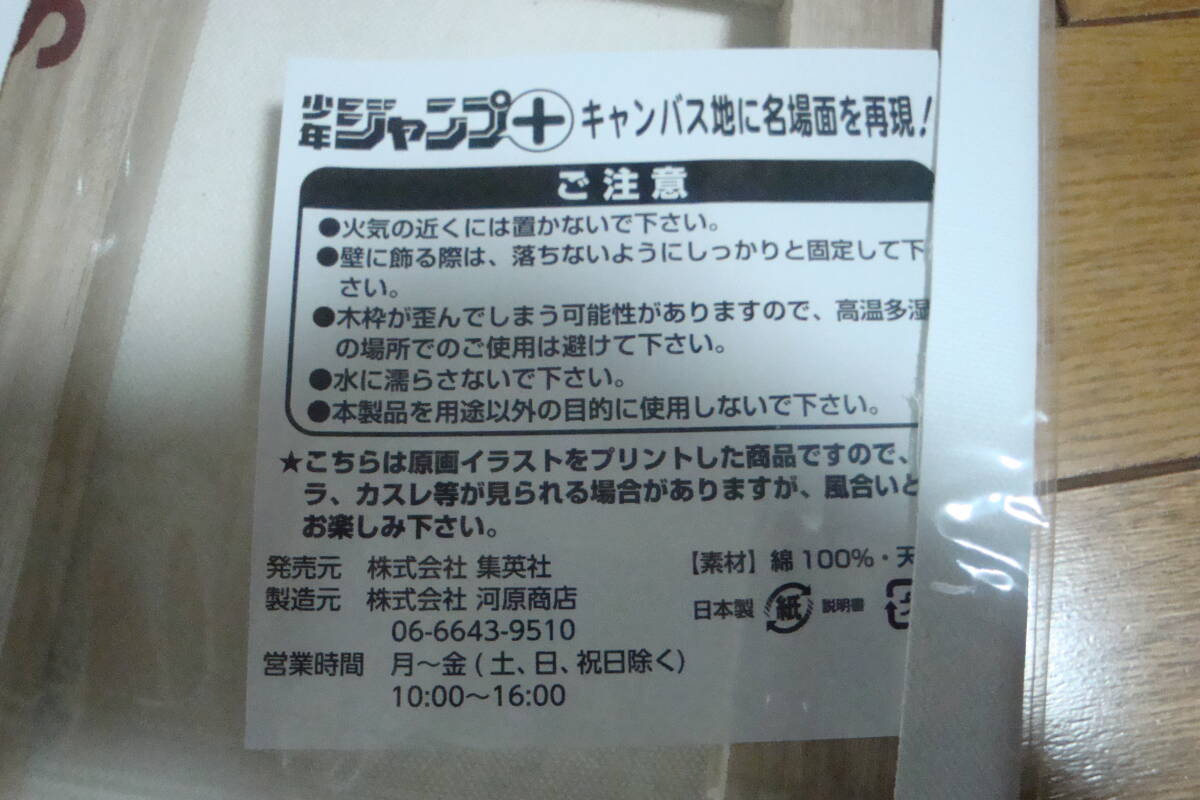 少年ジャンプ+ キャンバス地に名場面を再現!
ご注意
●火気の近くには置かないで下さい。
●壁に飾る際は、落ちないようにしっかりと固定して下
さい。
●木枠が歪んでしまう可能性がありますので、高温多湿
の場所でのご使用は避けて下さい。
●水に濡らさないで下さい。
●本製品を用途以外の目的に使用しないで下さい。
★こちらは原画イラストをプリントした商品ですので、
ラ、カスレ等が見られる場合がありますが、風合いと
お楽しみ下さい。
発売元 株式会社 集英社
製造元 株式会社 河原商店
06-6643-9510
営業時間 月〜金(土、日、祝日除く)
10:00〜16:00
【素材】綿100%・天
日本製 紙 説明書
S